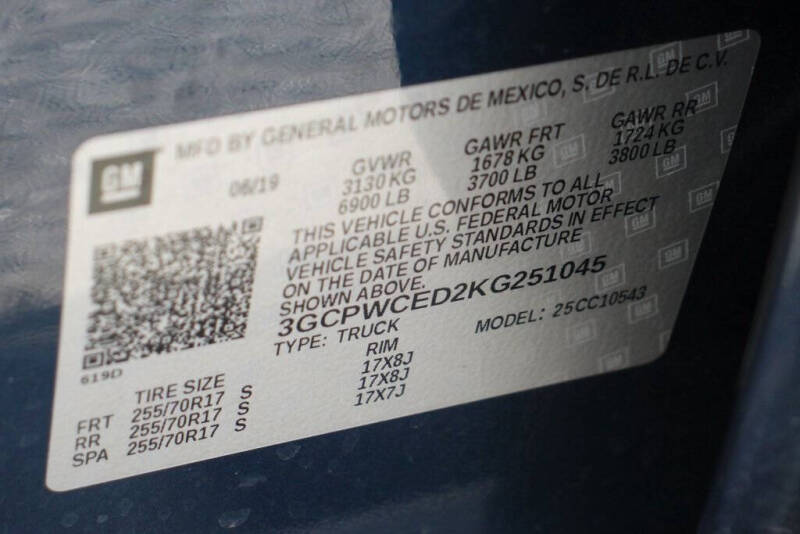 MFD BY GENERAL MOTORS DE MEXICO, S. DE R.L. DE C.V.
GM
06/19
GVWR GAWR FRT GAWR RR
3130 KG 1678 KG 1724 KG
6900 LB 3700 LB 3800 LB
THIS VEHICLE CONFORMS TO ALL
APPLICABLE U.S. FEDERAL MOTOR
VEHICLE SAFETY STANDARDS IN EFFECT
ON THE DATE OF MANUFACTURE
SHOWN ABOVE.
3GCPWCED2KG251045
TYPE: TRUCK MODEL: 25CC10543
619D
TIRE SIZE RIM
FRT 255/70R17 S 17X8J
RR 255/70R17 S 17X8J
SPA 255/70R17 S 17X7J